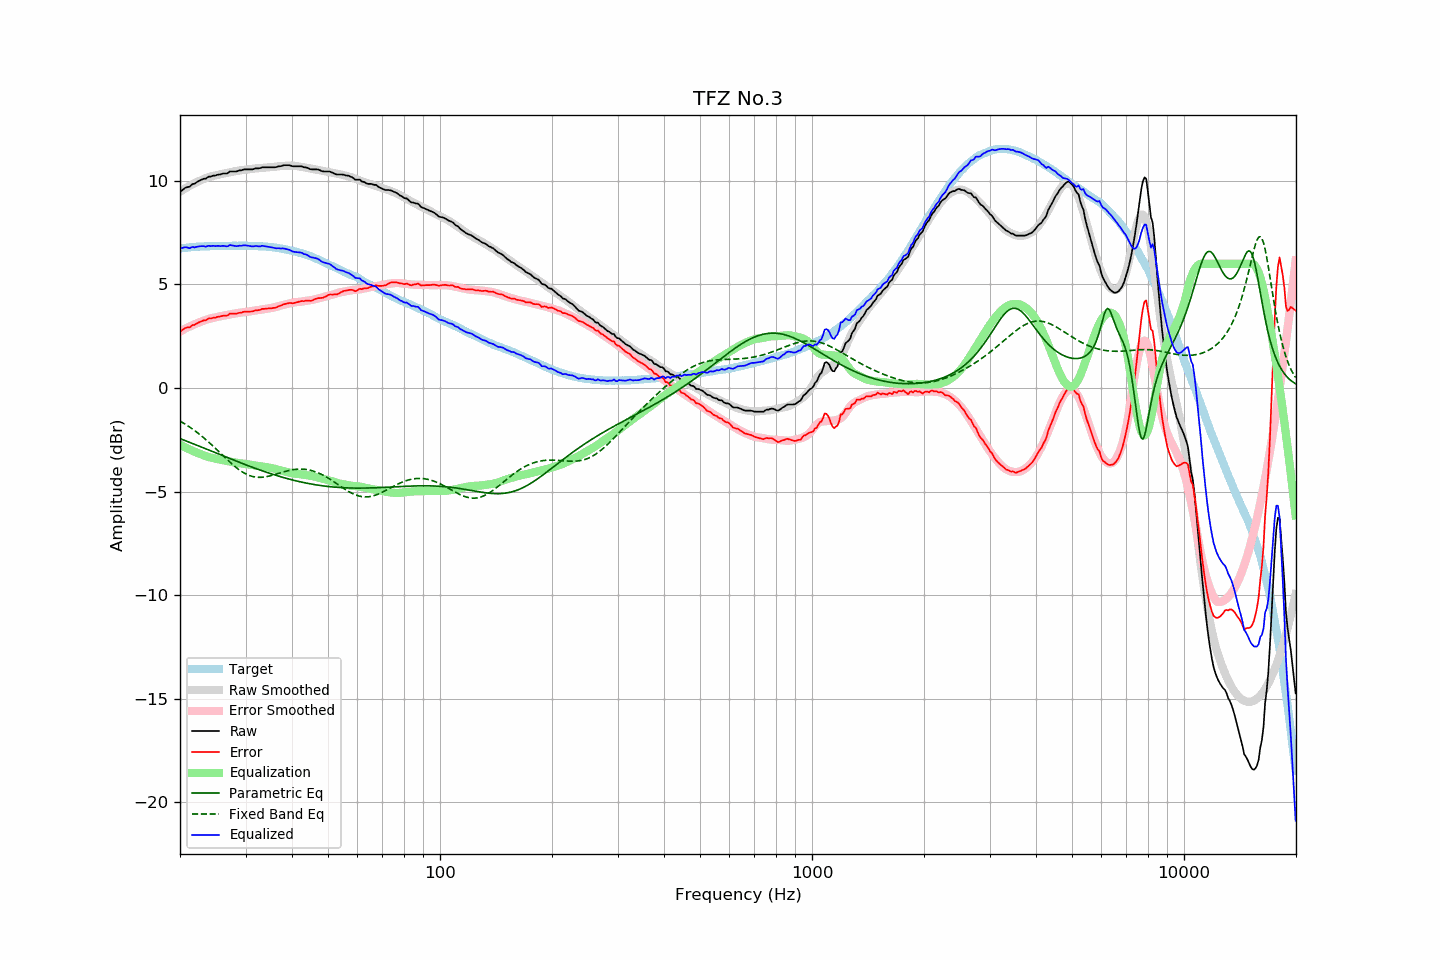 TFZ No.3
10
5
0
−5
−10
−15
−20
Amplitude (dBr)
Target
Raw Smoothed
Error Smoothed
Raw
Error
Equalization
Parametric Eq
Fixed Band Eq
Equalized
100
1000
10000
Frequency (Hz)